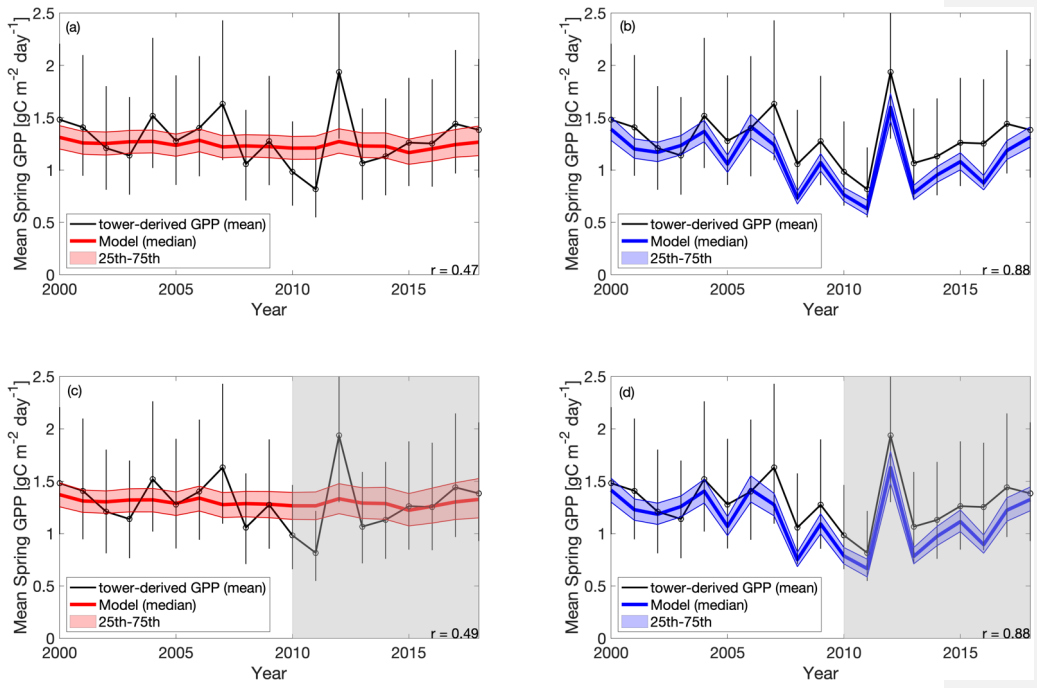 (a)
Mean Spring GPP [gC m⁻² day⁻¹]
2.5
2
1.5
1
0.5
0
tower-derived GPP (mean)
Model (median)
25th-75th
r = 0.47
2000 2005 2010 2015
Year
(b)
Mean Spring GPP [gC m⁻² day⁻¹]
2.5
2
1.5
1
0.5
0
tower-derived GPP (mean)
Model (median)
25th-75th
r = 0.88
2000 2005 2010 2015
Year
(c)
Mean Spring GPP [gC m⁻² day⁻¹]
2.5
2
1.5
1
0.5
0
tower-derived GPP (mean)
Model (median)
25th-75th
r = 0.49
2000 2005 2010 2015
Year
(d)
Mean Spring GPP [gC m⁻² day⁻¹]
2.5
2
1.5
1
0.5
0
tower-derived GPP (mean)
Model (median)
25th-75th
r = 0.88
2000 2005 2010 2015
Year